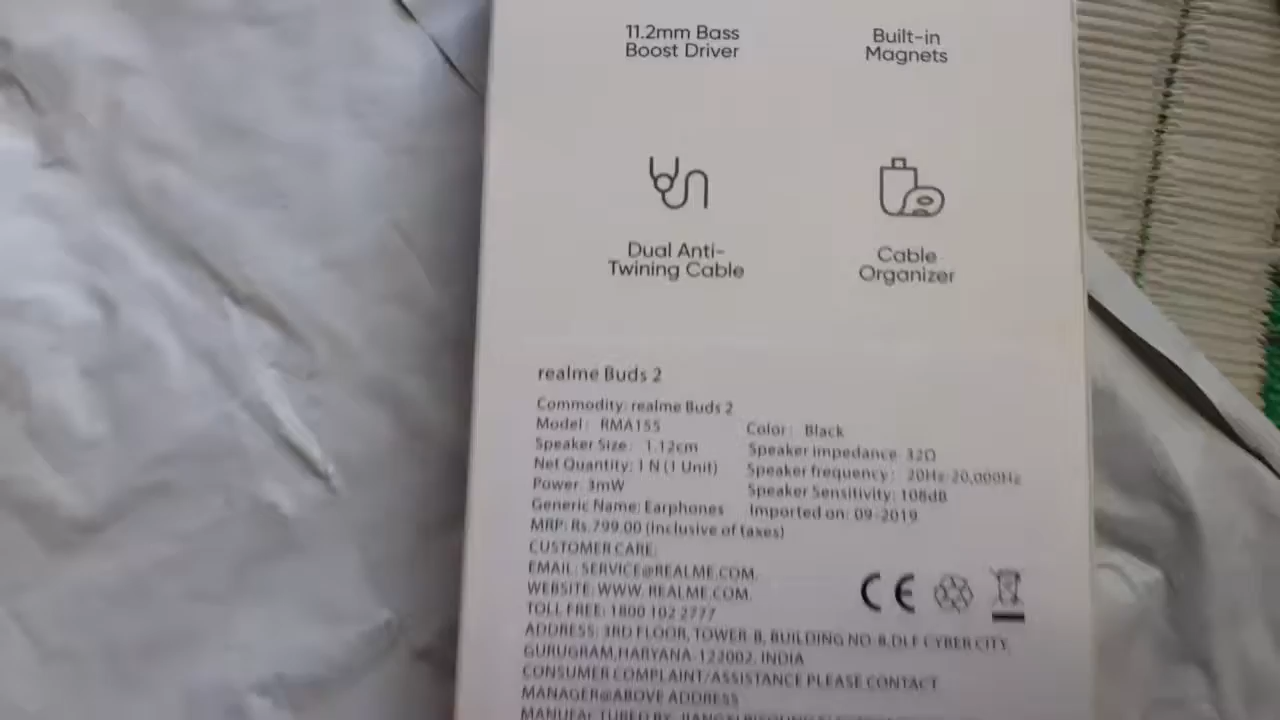 11.2mm Bass
Boost Driver
Built-in
Magnets
Dual Anti-
Twining Cable
Cable
Organizer
realme Buds 2
Commodity: realme Buds 2
Model: RMA155
Color: Black
Speaker Size: 1.12cm
Speaker impedance 32Ω
Net Quantity: 1 N (1 Unit)
Speaker frequency: 20Hz-20,000Hz
Power: 3mW
Speaker Sensitivity: 108dB
Generic Name: Earphones
Imported on: 09-2019
MRP: Rs.799.00 (Inclusive of taxes)
CUSTOMER CARE:
EMAIL: SERVICE@REALME.COM.
WEBSITE: WWW. REALME.COM.
TOLL FREE: 1800 102 2777
CE
ADDRESS: 3RD FLOOR, TOWER-B, BUILDING NO-8,DLF CYBER CITY,
GURUGRAM,HARYANA-122002, INDIA
CONSUMER COMPLAINT/ASSISTANCE PLEASE CONTACT
MANAGER@ABOVE ADDRESS
MANUFACTURED BY: